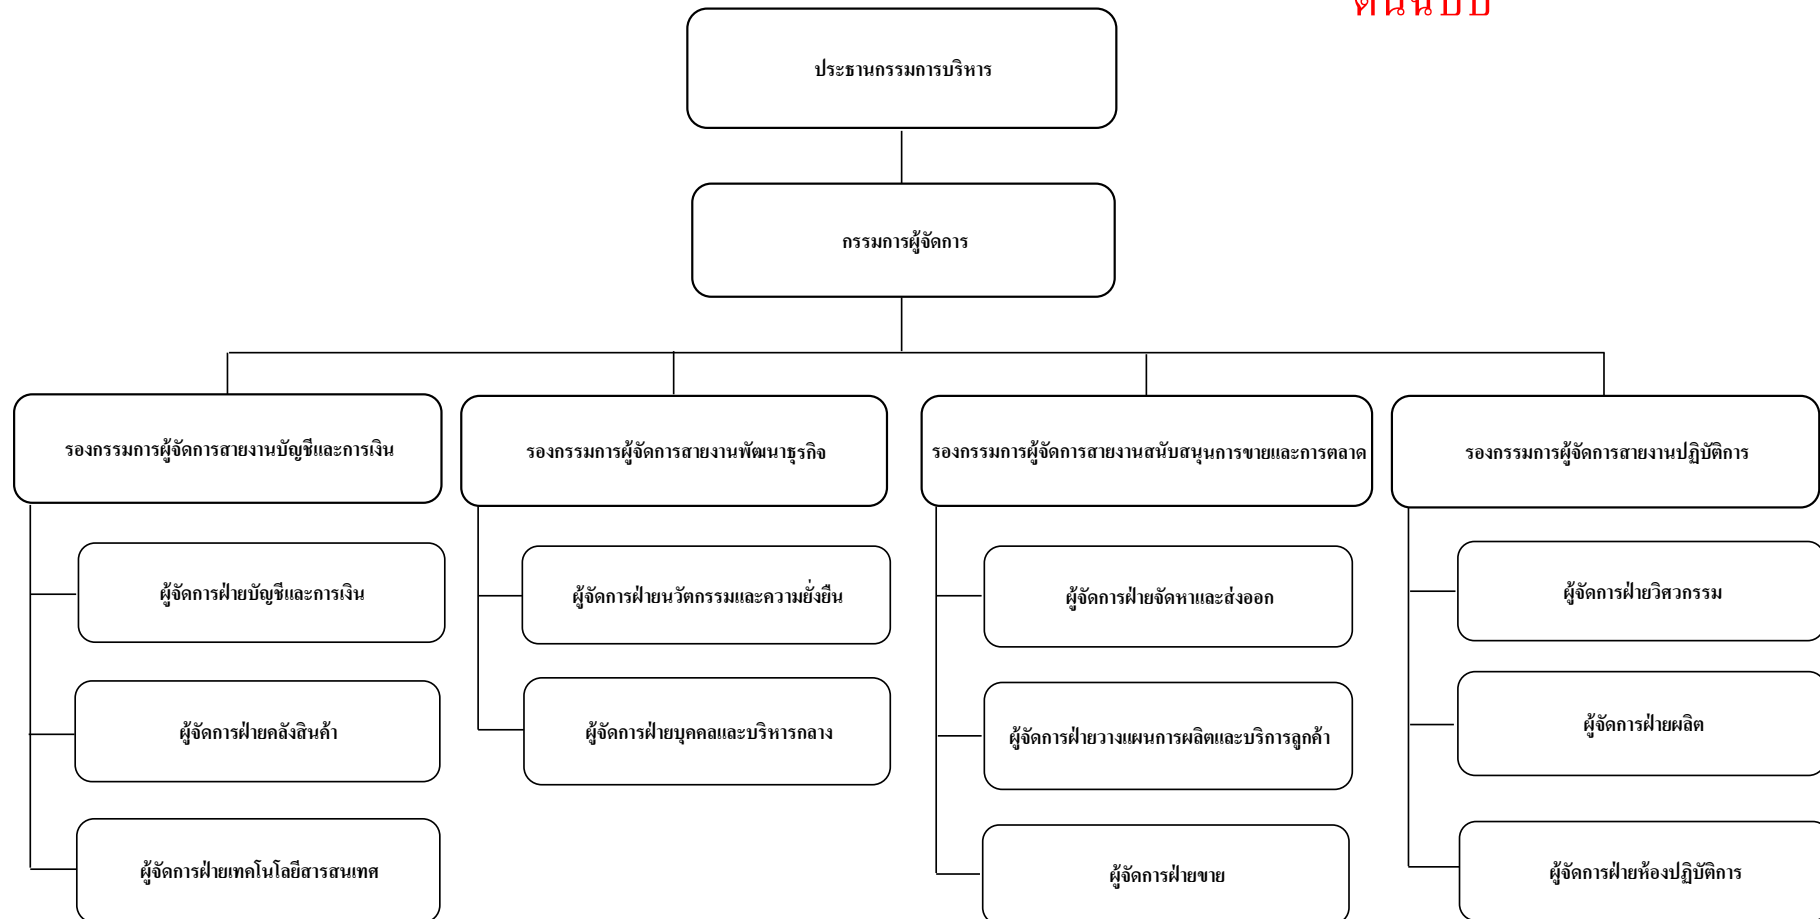 ประธานกรรมการบริหาร
กรรมการผู้จัดการ
รองกรรมการผู้จัดการสายงานบัญชีและการเงิน
รองกรรมการผู้จัดการสายงานพัฒนาธุรกิจ
รองกรรมการผู้จัดการสายงานสนับสนุนการขายและการตลาด
รองกรรมการผู้จัดการสายงานปฏิบัติการ
ผู้จัดการฝ่ายบัญชีและการเงิน
ผู้จัดการฝ่ายคลังสินค้า
ผู้จัดการฝ่ายเทคโนโลยีสารสนเทศ
ผู้จัดการฝ่ายนวัตกรรมและความยั่งยืน
ผู้จัดการฝ่ายบุคคลและบริหารกลาง
ผู้จัดการฝ่ายจัดหาและส่งออก
ผู้จัดการฝ่ายวางแผนการผลิตและบริการลูกค้า
ผู้จัดการฝ่ายขาย
ผู้จัดการฝ่ายวิศวกรรม
ผู้จัดการฝ่ายผลิต
ผู้จัดการฝ่ายห้องปฏิบัติการ